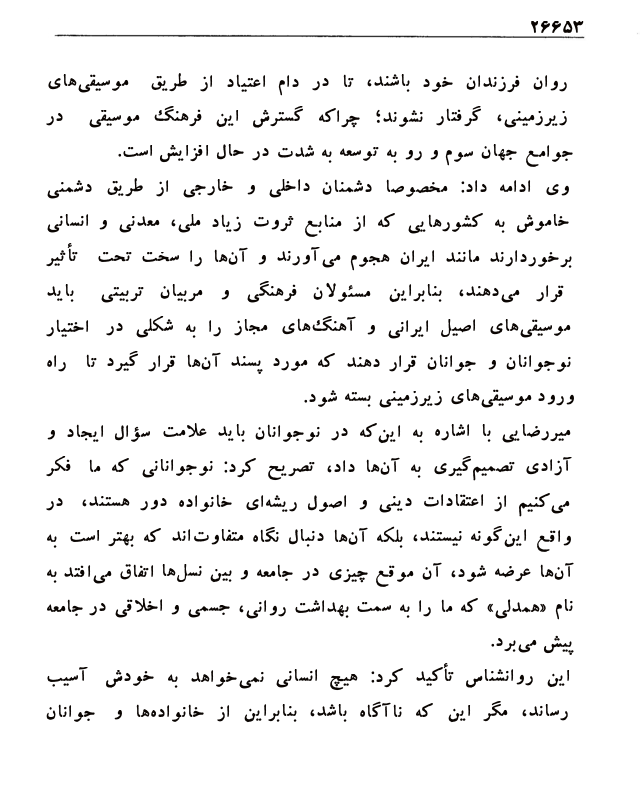 ۲۶۶۵۳
روان فرزندان خود باشند، تا در دام اعتیاد از طریق موسیقی‌های
زیرزمینی، گرفتار نشوند؛ چراکه گسترش این فرهنگ موسیقی در
جوامع جهان سوم و رو به توسعه به شدت در حال افزایش است.
وی ادامه داد: مخصوصا دشمنان داخلی و خارجی از طریق دشمنی
خاموش به کشورهایی که از منابع ثروت زیاد ملی، معدنی و انسانی
برخوردارند مانند ایران هجوم می‌آورند و آن‌ها را سخت تحت تأثیر
قرار می‌دهند، بنابراین مسئولان فرهنگی و مربیان تربیتی باید
موسیقی‌های اصیل ایرانی و آهنگ‌های مجاز را به شکلی در اختیار
نوجوانان و جوانان قرار دهند که مورد پسند آن‌ها قرار گیرد تا راه
ورود موسیقی‌های زیرزمینی بسته شود.
میررضایی با اشاره به این‌که در نوجوانان باید علامت سؤال ایجاد و
آزادی تصمیم‌گیری به آن‌ها داد، تصریح کرد: نوجوانانی که ما فکر
می‌کنیم از اعتقادات دینی و اصول ریشه‌ای خانواده دور هستند، در
واقع این‌گونه نیستند، بلکه آن‌ها دنبال نگاه متفاوت‌اند که بهتر است به
آن‌ها عرضه شود، آن موقع چیزی در جامعه و بین نسل‌ها اتفاق می‌افتد به
نام «همدلی» که ما را به سمت بهداشت روانی، جسمی و اخلاقی در جامعه
پیش می‌برد.
این روانشناس تأکید کرد: هیچ انسانی نمی‌خواهد به خودش آسیب
رساند، مگر این که ناآگاه باشد، بنابراین از خانواده‌ها و جوانان